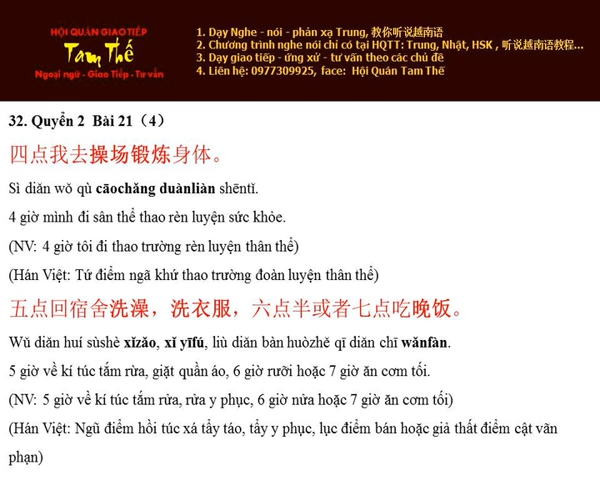 HỘI QUÁN GIAO TIẾP
Tam Thế
Ngoại ngữ - Giao Tiếp - Tư vấn
1. Dạy Nghe - nói - phản xạ Trung, 教你听说越南语
2. Chương trình nghe nói chỉ có tại HQTT: Trung, Nhật, HSK , 听说越南语教程...
3. Dạy giao tiếp - ứng xử - tư vấn theo các chủ đề
4. Liên hệ: 0977309925, face: Hội Quán Tam Thế
32. Quyển 2 Bài 21（4）
四点我去操场锻炼身体。
Sì diǎn wǒ qù cāochǎng duànliàn shēntǐ.
4 giờ mình đi sân thể thao rèn luyện sức khỏe.
(NV: 4 giờ tôi đi thao trường rèn luyện thân thể)
(Hán Việt: Tứ điểm ngã khứ thao trường đoàn luyện thân thể)
五点回宿舍洗澡，洗衣服，六点半或者七点吃晚饭。
Wǔ diǎn huí sùshè xǐzǎo, xǐ yīfú, liù diǎn bàn huòzhě qī diǎn chī wǎnfàn.
5 giờ về kí túc tắm rửa, giặt quần áo, 6 giờ rưỡi hoặc 7 giờ ăn cơm tối.
(NV: 5 giờ về kí túc tắm rửa, rửa y phục, 6 giờ nửa hoặc 7 giờ ăn cơm tối)
(Hán Việt: Ngũ điểm hồi túc xá tẩy táo, tẩy y phục, lục điểm bán hoặc giả thất điểm cật vãn
phạn)